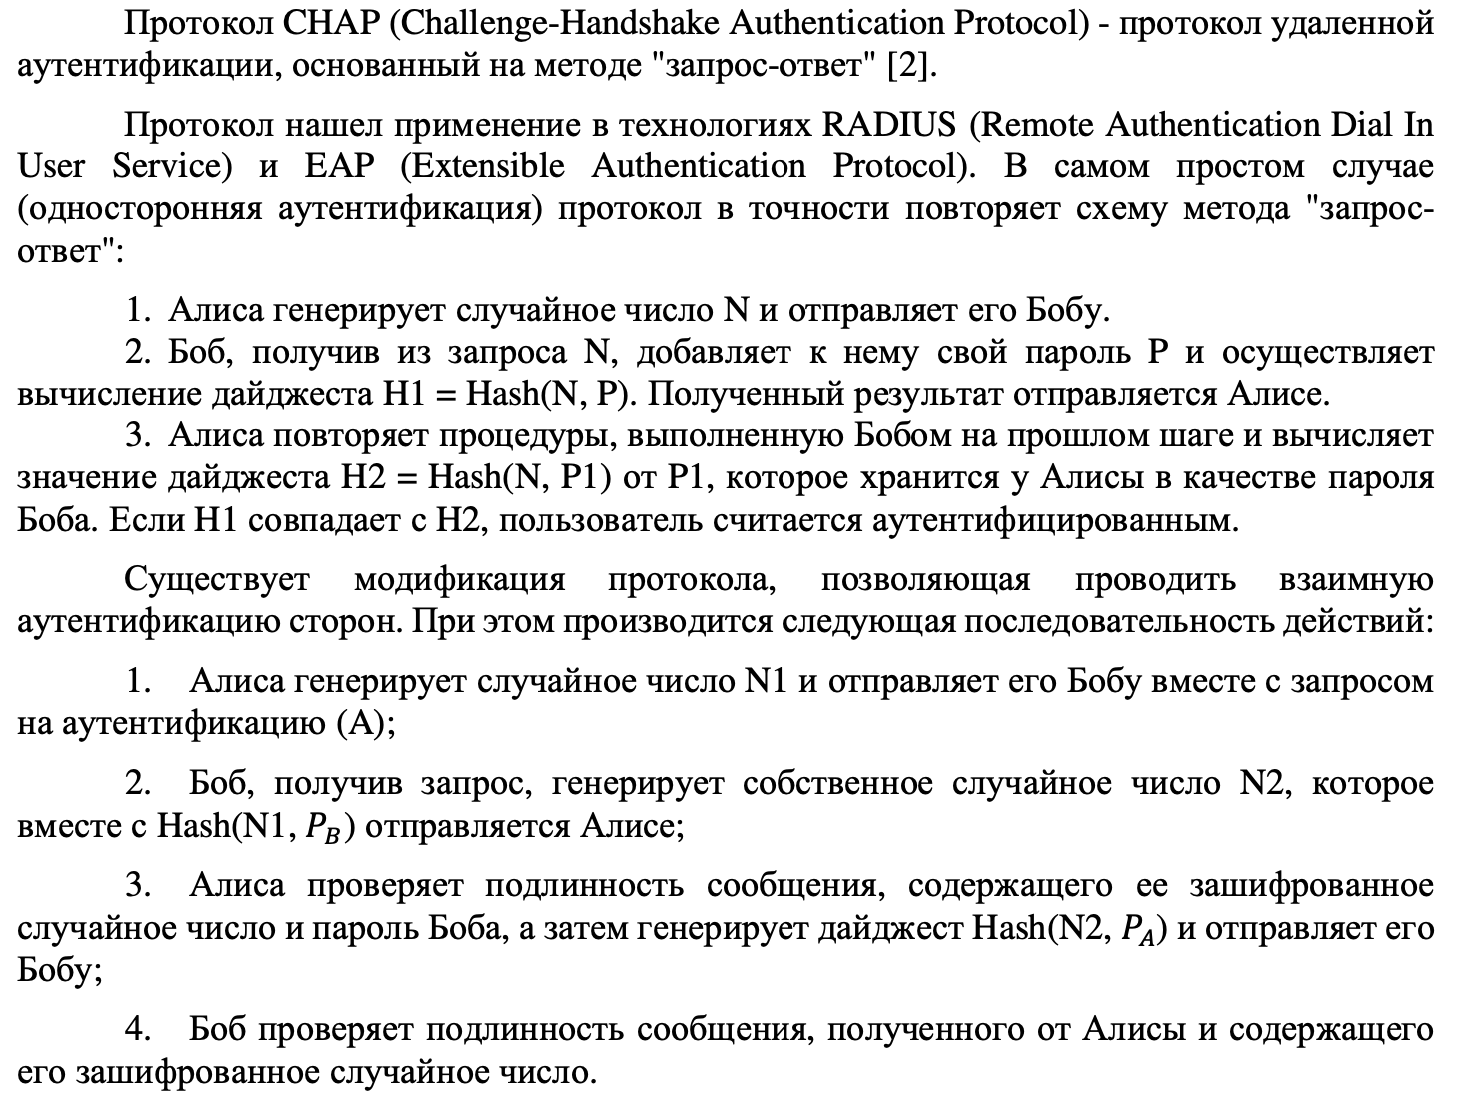 Протокол CHAP (Challenge-Handshake Authentication Protocol) - протокол удаленной
аутентификации, основанный на методе "запрос-ответ" [2].
Протокол нашел применение в технологиях RADIUS (Remote Authentication Dial In
User Service) и EAP (Extensible Authentication Protocol). В самом простом случае
(односторонняя аутентификация) протокол в точности повторяет схему метода "запрос-
ответ":
1. Алиса генерирует случайное число N и отправляет его Бобу.
2. Боб, получив из запроса N, добавляет к нему свой пароль P и осуществляет
вычисление дайджеста H1 = Hash(N, P). Полученный результат отправляется Алисе.
3. Алиса повторяет процедуры, выполненную Бобом на прошлом шаге и вычисляет
значение дайджеста H2 = Hash(N, P1) от P1, которое хранится у Алисы в качестве пароля
Боба. Если H1 совпадает с H2, пользователь считается аутентифицированным.
Существует модификация протокола, позволяющая проводить взаимную
аутентификацию сторон. При этом производится следующая последовательность действий:
1. Алиса генерирует случайное число N1 и отправляет его Бобу вместе с запросом
на аутентификацию (A);
2. Боб, получив запрос, генерирует собственное случайное число N2, которое
вместе с Hash(N1, P_B) отправляется Алисе;
3. Алиса проверяет подлинность сообщения, содержащего ее зашифрованное
случайное число и пароль Боба, а затем генерирует дайджест Hash(N2, P_A) и отправляет его
Бобу;
4. Боб проверяет подлинность сообщения, полученного от Алисы и содержащего
его зашифрованное случайное число.